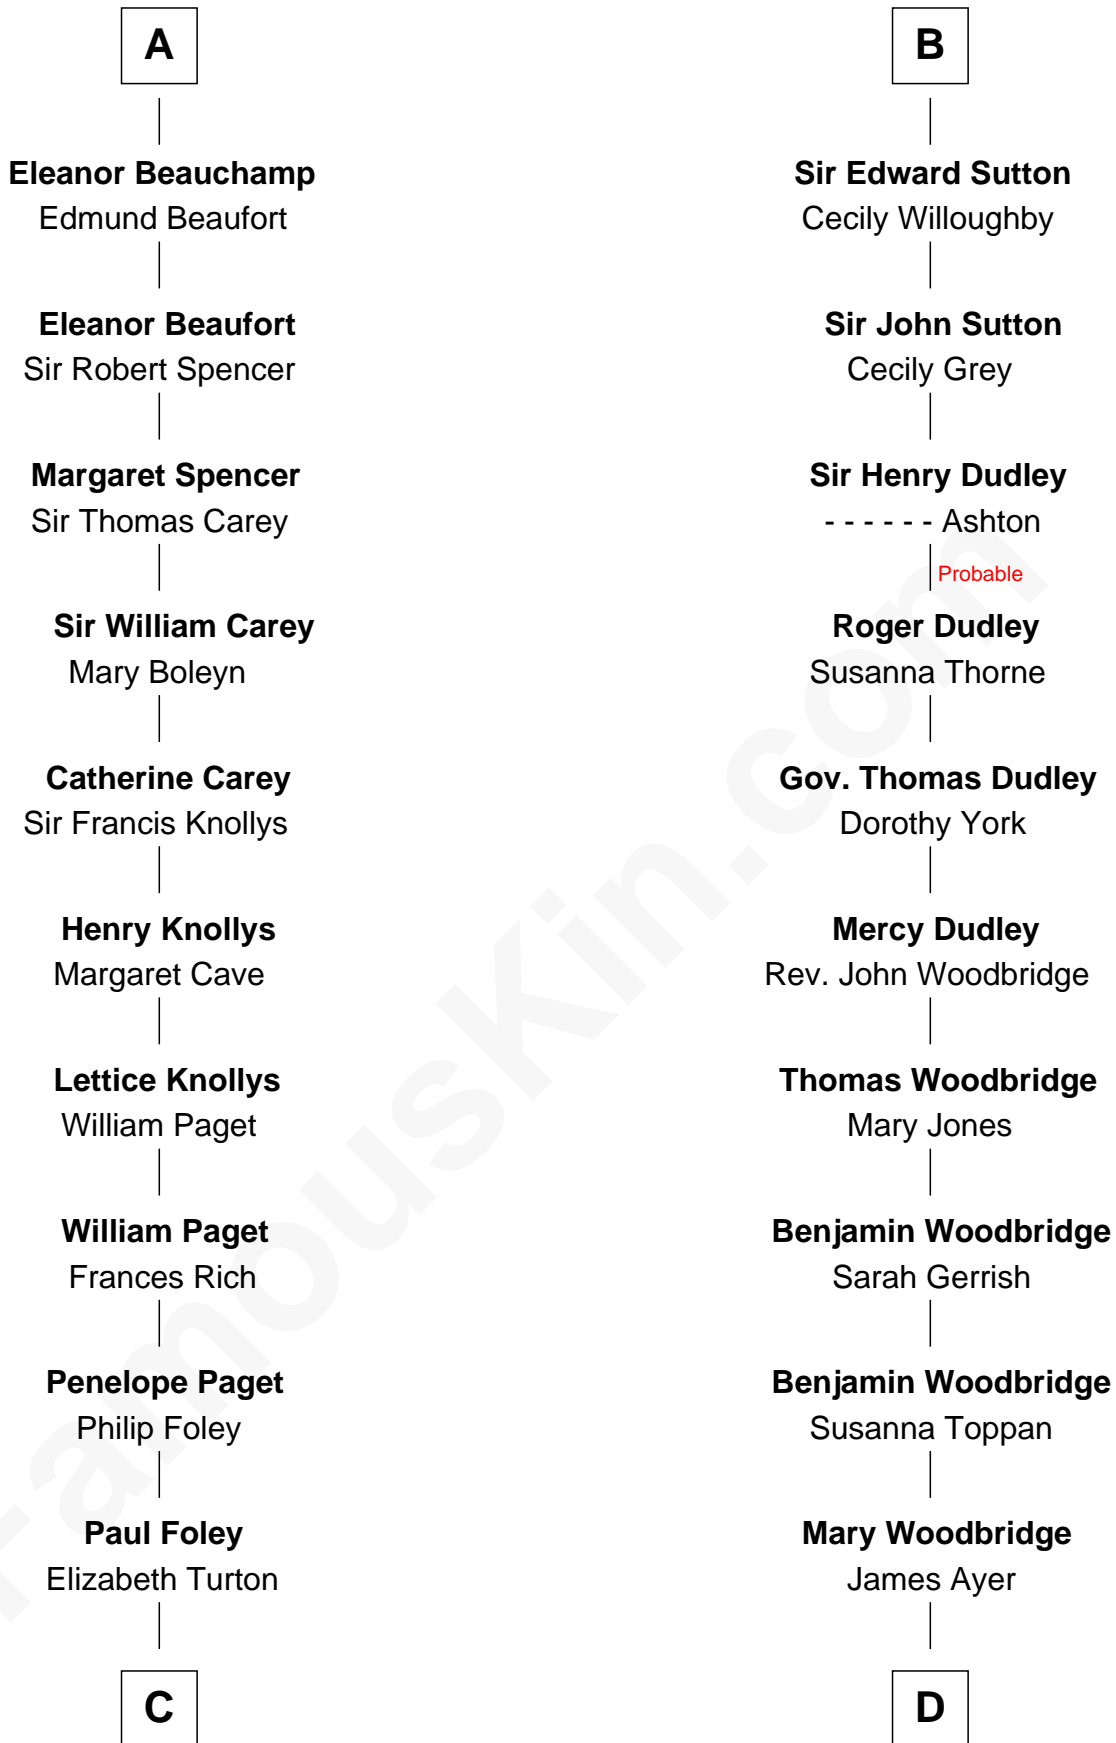 A
Eleanor Beauchamp
Edmund Beaufort
Eleanor Beaufort
Sir Robert Spencer
Margaret Spencer
Sir Thomas Carey
Sir William Carey
Mary Boleyn
Catherine Carey
Sir Francis Knollys
Henry Knollys
Margaret Cave
Lettice Knollys
William Paget
William Paget
Frances Rich
Penelope Paget
Philip Foley
Paul Foley
Elizabeth Turton
C
B
Sir Edward Sutton
Cecily Willoughby
Sir John Sutton
Cecily Grey
Sir Henry Dudley
- - - - - - Ashton
Probable
Roger Dudley
Susanna Thorne
Gov. Thomas Dudley
Dorothy York
Mercy Dudley
Rev. John Woodbridge
Thomas Woodbridge
Mary Jones
Benjamin Woodbridge
Sarah Gerrish
Benjamin Woodbridge
Susanna Toppan
Mary Woodbridge
James Ayer
D
FamousKin.com